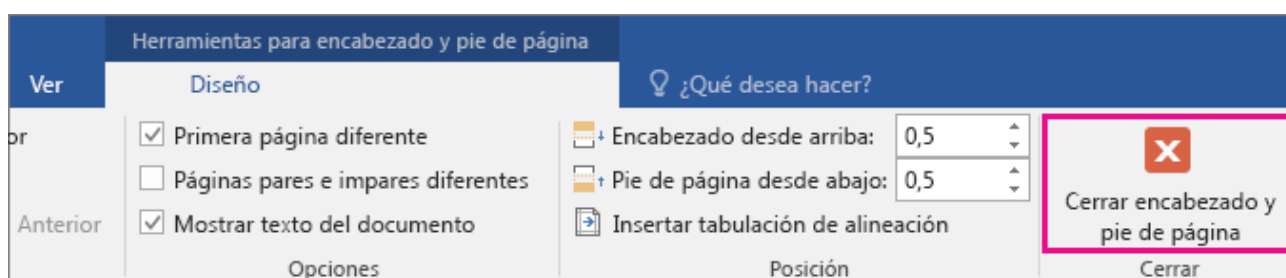 Herramientas para encabezado y pie de página
Ver Diseño ¿Qué desea hacer?
or Primera página diferente Encabezado desde arriba: 0,5
Páginas pares e impares diferentes Pie de página desde abajo: 0,5
Anterior Mostrar texto del documento Insertar tabulación de alineación
Cerrar encabezado y
pie de página
Opciones Posición Cerrar